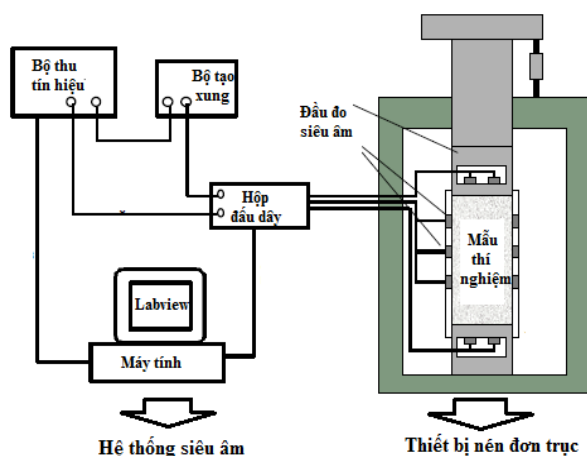 Bộ thu
tín hiệu
Bộ tạo
xung
Đầu đo
siêu âm
Hộp
đấu dây
Mẫu
thí
nghiệm
Labview
Máy tính
Hệ thống siêu âm
Thiết bị nén đơn trục